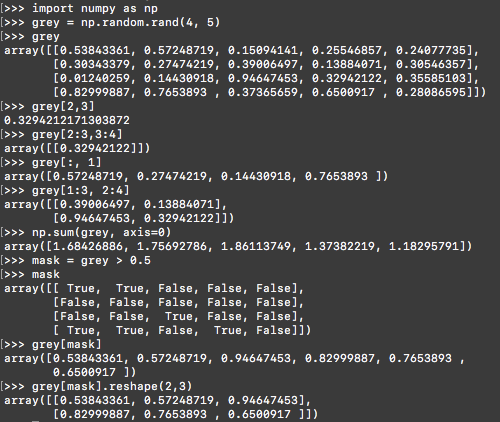 [>>> import numpy as np
[>>> grey = np.random.rand(4, 5)
[>>> grey
array([[0.53843361, 0.57248719, 0.15094141, 0.25546857, 0.24077735],
       [0.30343379, 0.27474219, 0.39006497, 0.13884071, 0.30546357],
       [0.01240259, 0.14430918, 0.94647453, 0.32942122, 0.35585103],
       [0.82999887, 0.7653893 , 0.37365659, 0.6500917 , 0.28086595]])
[>>> grey[2,3]
0.3294212171303872
[>>> grey[2:3,3:4]
array([[0.32942122]])
[>>> grey[:, 1]
array([0.57248719, 0.27474219, 0.14430918, 0.7653893 ])
[>>> grey[1:3, 2:4]
array([[0.39006497, 0.13884071],
       [0.94647453, 0.32942122]])
[>>> np.sum(grey, axis=0)
array([1.68426886, 1.75692786, 1.86113749, 1.37382219, 1.18295791])
[>>> mask = grey > 0.5
[>>> mask
array([[ True,  True, False, False, False],
       [False, False, False, False, False],
       [False, False,  True, False, False],
       [ True,  True, False,  True, False]])
[>>> grey[mask]
array([0.53843361, 0.57248719, 0.94647453, 0.82999887, 0.7653893 ,
       0.6500917 ])
[>>> grey[mask].reshape(2,3)
array([[0.53843361, 0.57248719, 0.94647453],
       [0.82999887, 0.7653893 , 0.6500917 ]])